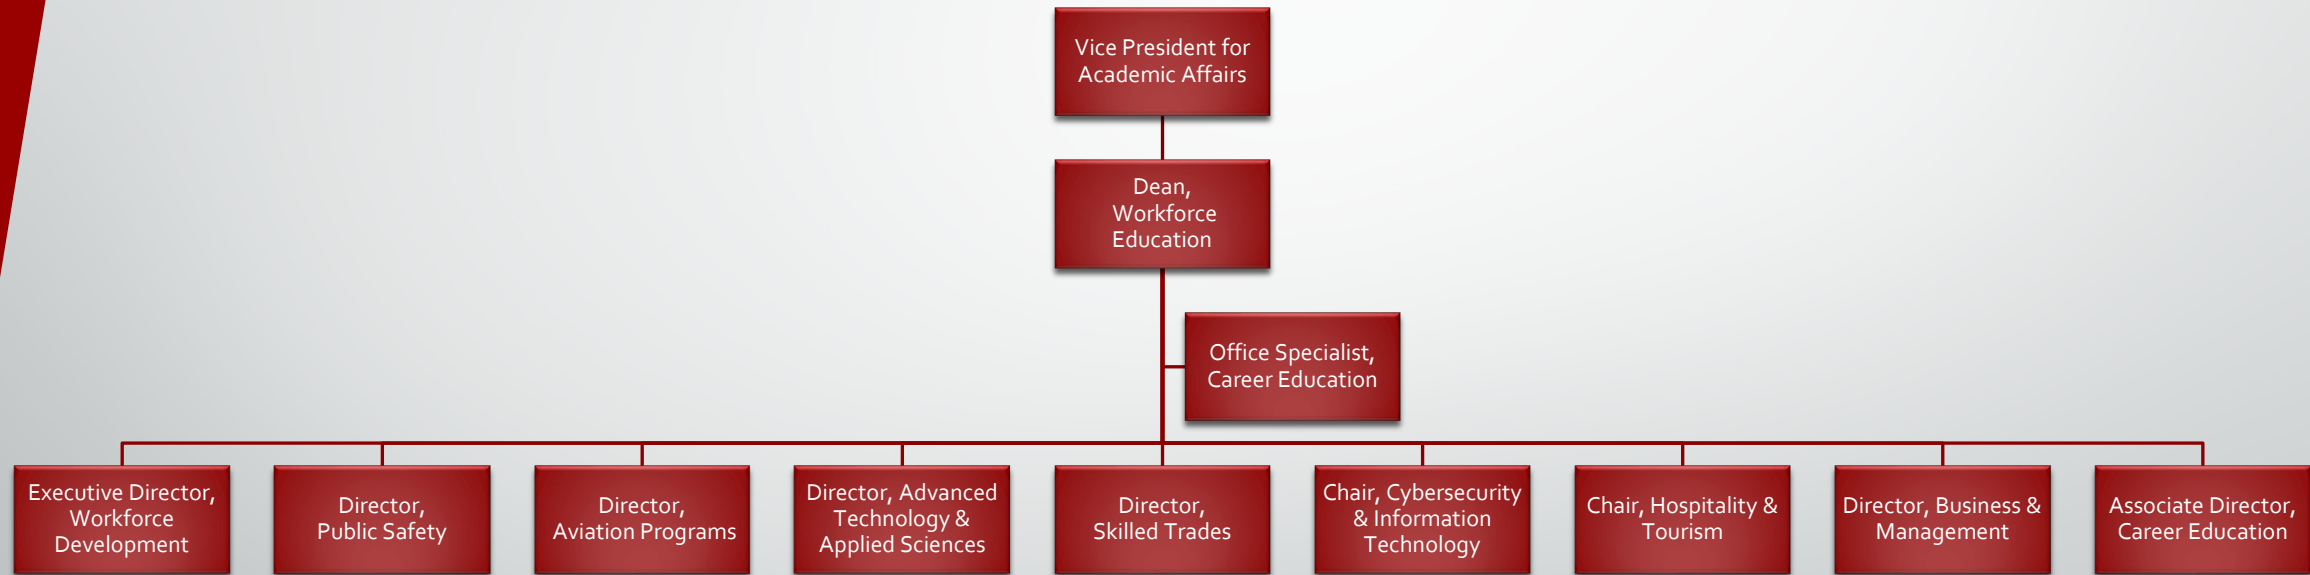 Vice President for
Academic Affairs
Dean,
Workforce
Education
Office Specialist,
Career Education
Executive Director,
Workforce
Development
Director,
Public Safety
Director,
Aviation Programs
Director, Advanced
Technology &
Applied Sciences
Director,
Skilled Trades
Chair, Cybersecurity
& Information
Technology
Chair, Hospitality &
Tourism
Director, Business &
Management
Associate Director,
Career Education